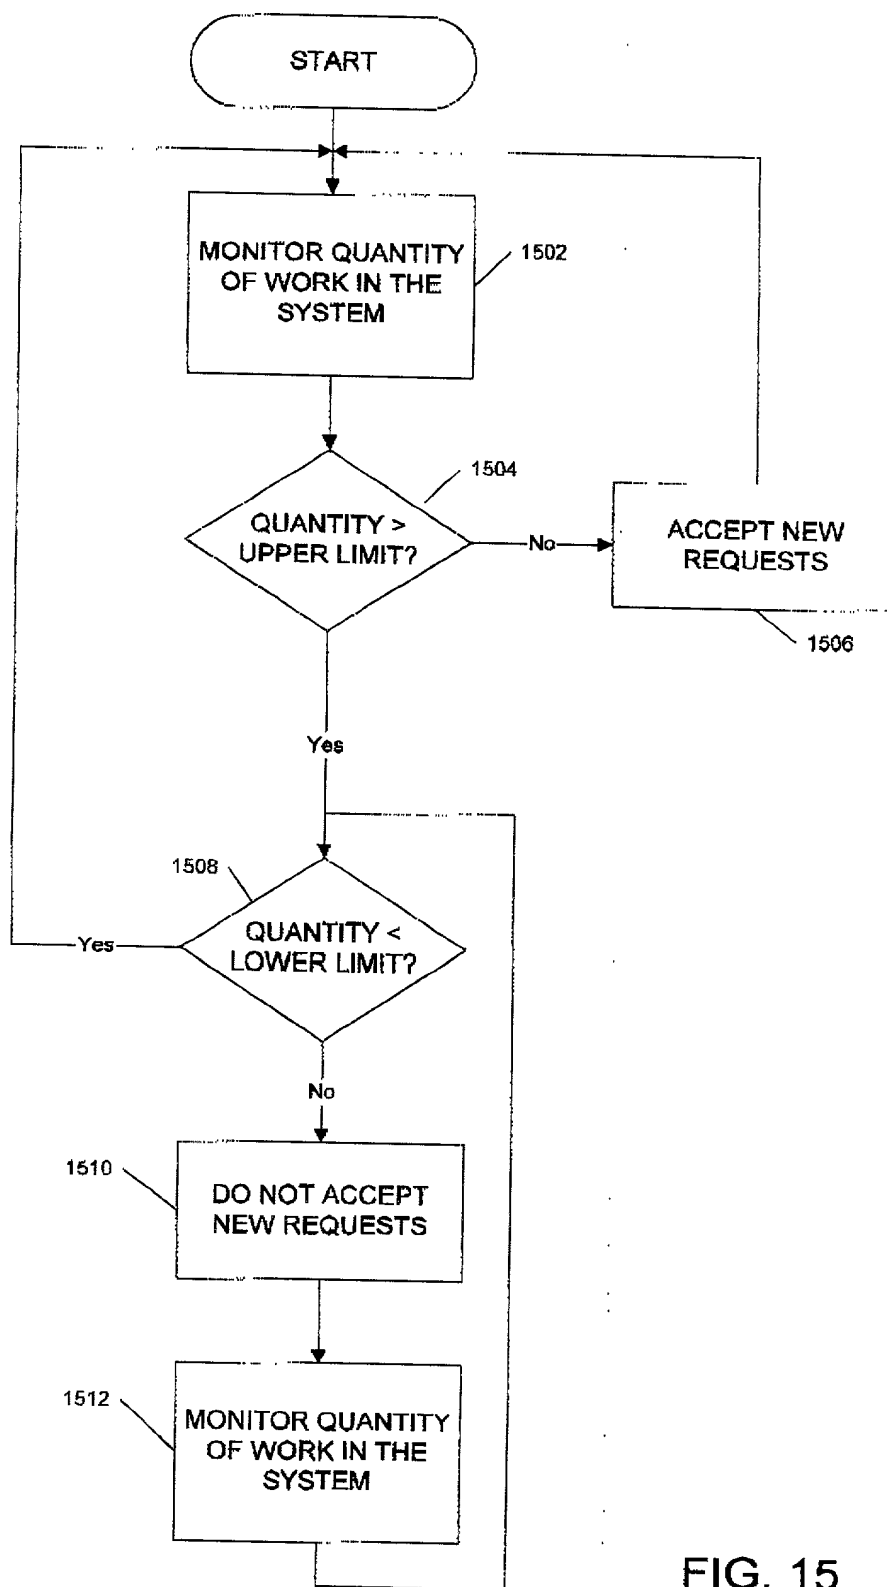 START
MONITOR QUANTITY
OF WORK IN THE
SYSTEM
1502
1504
QUANTITY >
UPPER LIMIT?
No
ACCEPT NEW
REQUESTS
1506
Yes
1508
QUANTITY <
LOWER LIMIT?
Yes
No
1510
DO NOT ACCEPT
NEW REQUESTS
1512
MONITOR QUANTITY
OF WORK IN THE
SYSTEM
FIG. 15